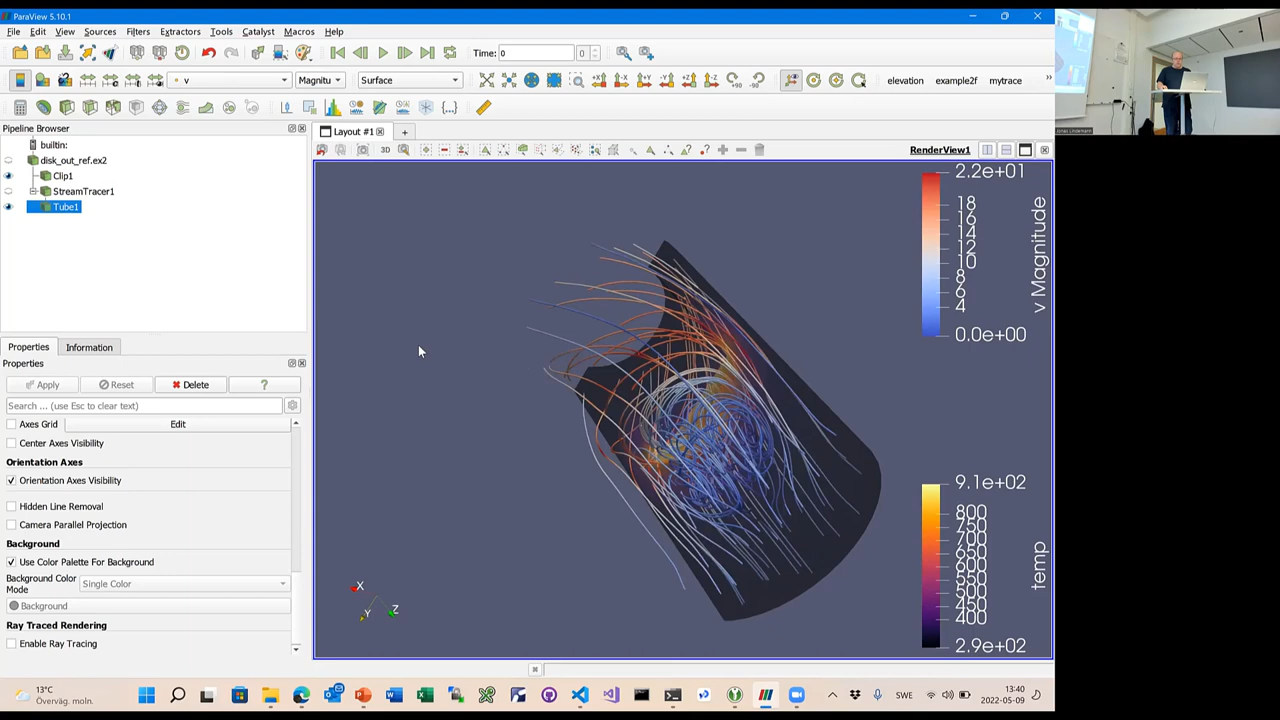 ParaView 5.10.1
File Edit View Sources Filters Extractors Tools Catalyst Macros Help
Time: 0 0
v Magnitu Surface elevation example2f mytrace »
Pipeline Browser
builtin:
disk_out_ref.ex2
Clip1
StreamTracer1
Tube1
Properties Information
Properties
Apply Reset Delete ?
Search ... (use Esc to clear text)
Axes Grid Edit
Center Axes Visibility
Orientation Axes
Orientation Axes Visibility
Hidden Line Removal
Camera Parallel Projection
Background
Use Color Palette For Background
Background Color Mode Single Color
Background
Ray Traced Rendering
Enable Ray Tracing
Layout #1 +
3D RenderView1
2.2e+01
18
16
14
12
10
8
6
4
0.0e+00
v Magnitude
9.1e+02
800
750
700
650
600
550
500
450
400
2.9e+02
temp
X
Y
Z
Jonas Lindemann
13°C
Överväg. moln.
SWE
13:40
2022-05-09